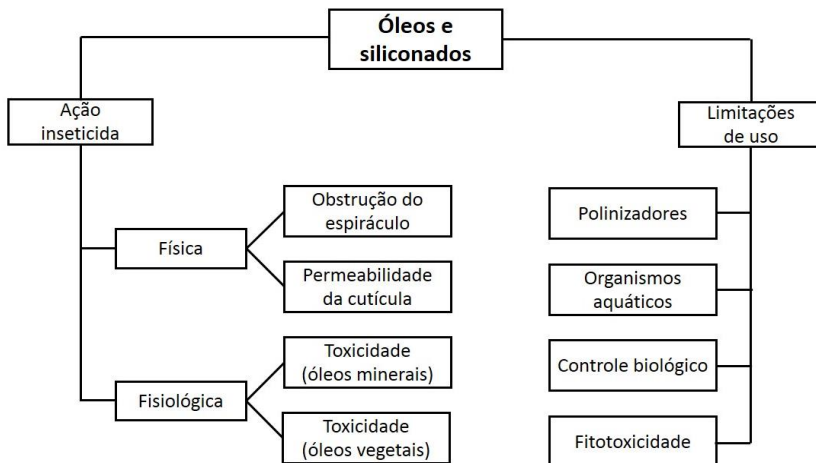 Óleos e
siliconados
Ação
inseticida
Limitações
de uso
Física
Obstrução do
espiráculo
Permeabilidade
da cutícula
Fisiológica
Toxicidade
(óleos minerais)
Toxicidade
(óleos vegetais)
Polinizadores
Organismos
aquáticos
Controle biológico
Fitotoxicidade